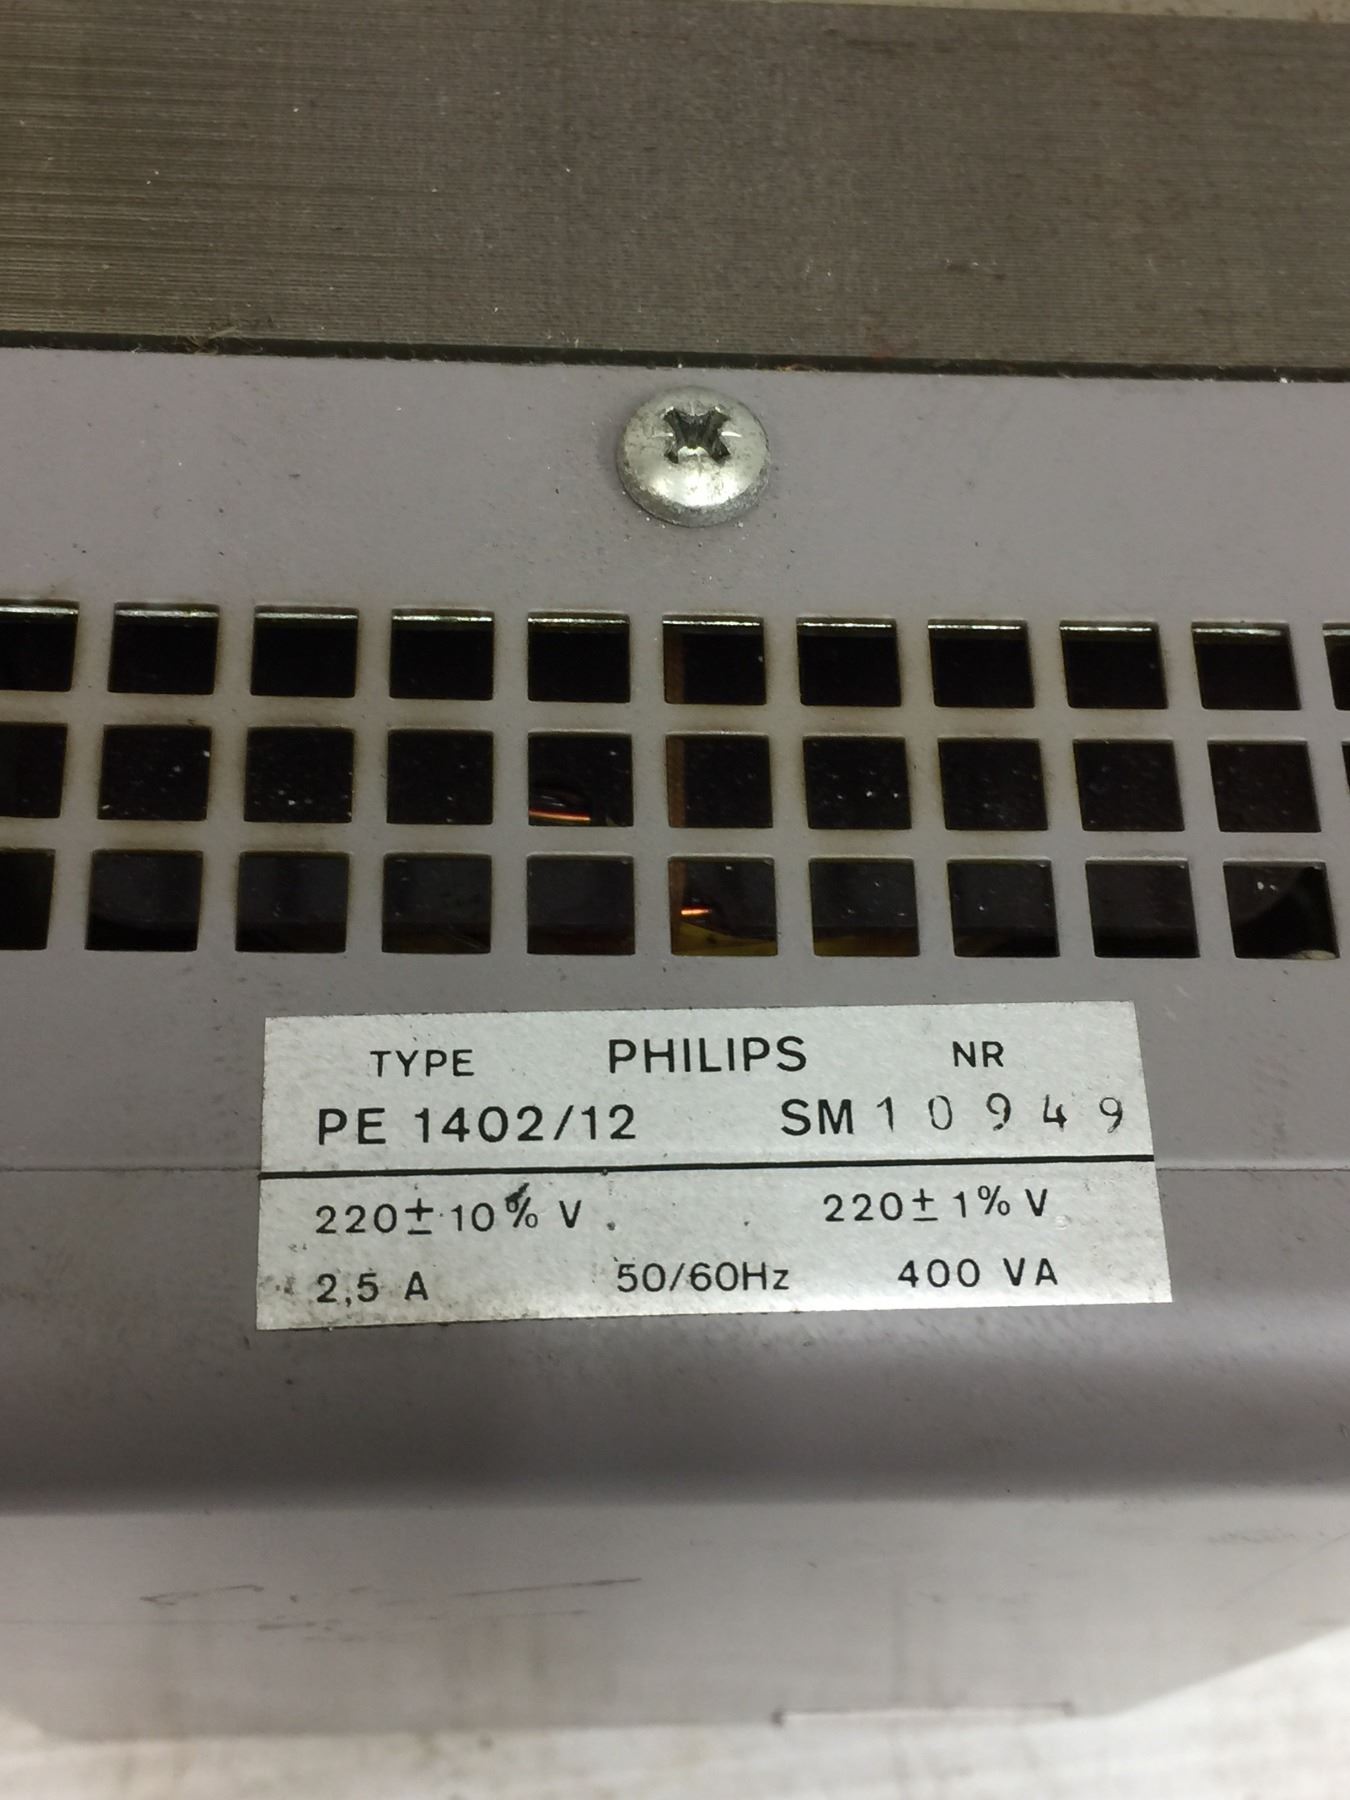 TYPE PHILIPS NR
PE 1402/12 SM 10949
220 ± 10 % V 220 ± 1% V
2,5 A 50/60Hz 400 VA